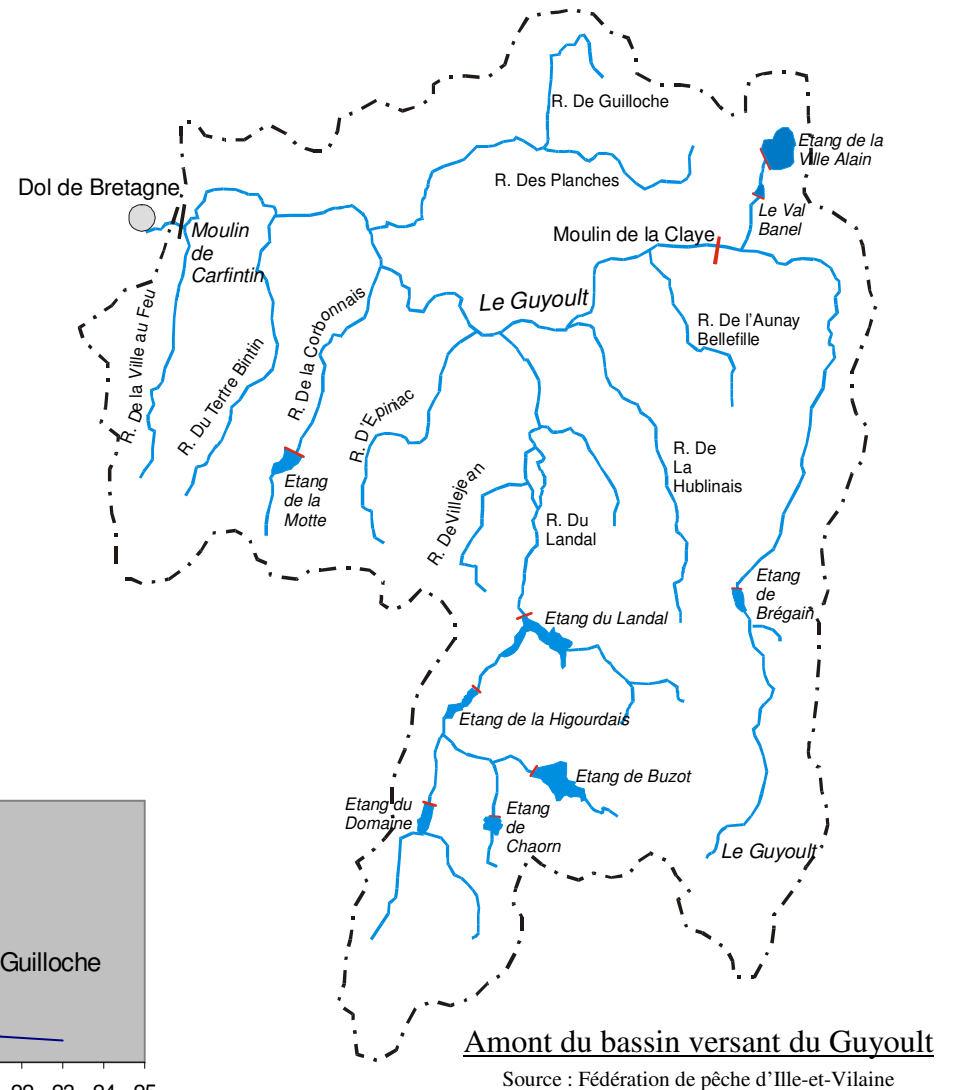 R. De Guilloche
Etang de la
Ville Alain
R. Des Planches
Dol de Bretagne
Le Val
Banel
Moulin
de
Carfintin
Moulin de la Claye
Le Guyoult
R. De l'Aunay
Bellefille
R. De la Ville au Feu
R. Du Tertre Bintin
R. De la Corbonnais
R. D'Epiniac
R. De Villejean
Etang
de la
Motte
R. De
La
Hublinais
R. Du
Landal
Etang
de
Brégain
Etang du Landal
Etang de la Higourdais
Etang de Buzot
Etang du
Domaine
Etang
de
Chaorn
Le Guyoult
Guilloche
23 24 25
Amont du bassin versant du Guyoult
Source : Fédération de pêche d'Ille-et-Vilaine